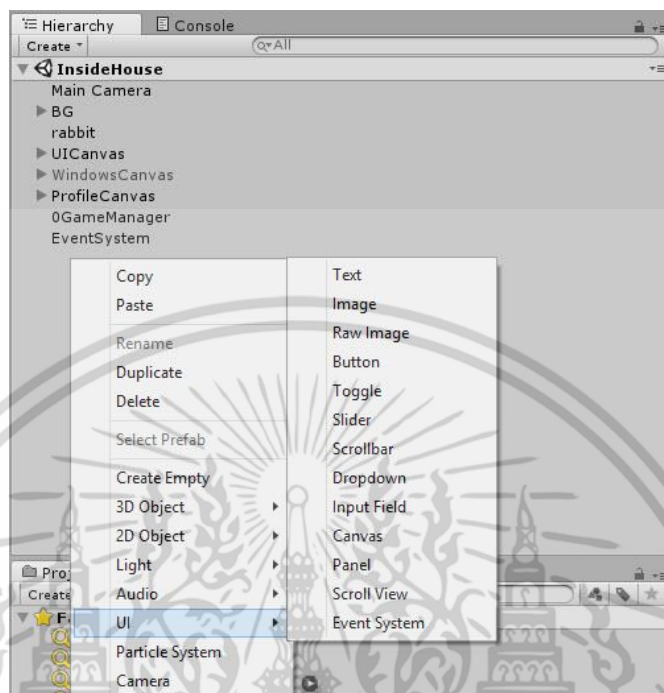 Hierarchy Console
Create All
InsideHouse
Main Camera
BG
rabbit
UICanvas
WindowsCanvas
ProfileCanvas
0GameManager
EventSystem
Copy
Paste
Rename
Duplicate
Delete
Select Prefab
Create Empty
3D Object
2D Object
Light
Audio
UI
Particle System
Camera
Text
Image
Raw Image
Button
Toggle
Slider
Scrollbar
Dropdown
Input Field
Canvas
Panel
Scroll View
Event System
Create